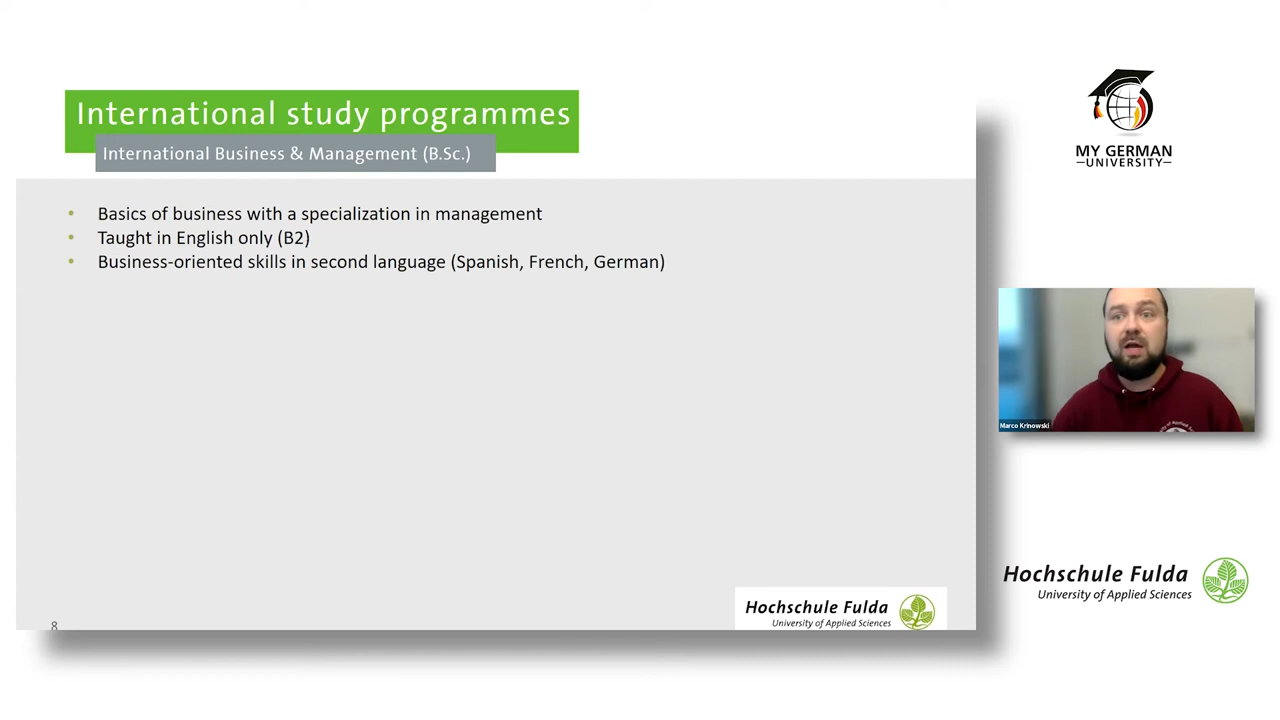 International study programmes
International Business & Management (B.Sc.)
• Basics of business with a specialization in management
• Taught in English only (B2)
• Business-oriented skills in second language (Spanish, French, German)
8
Hochschule Fulda
University of Applied Sciences
MY GERMAN
UNIVERSITY
Marco Krinowski
Hochschule Fulda
University of Applied Sciences